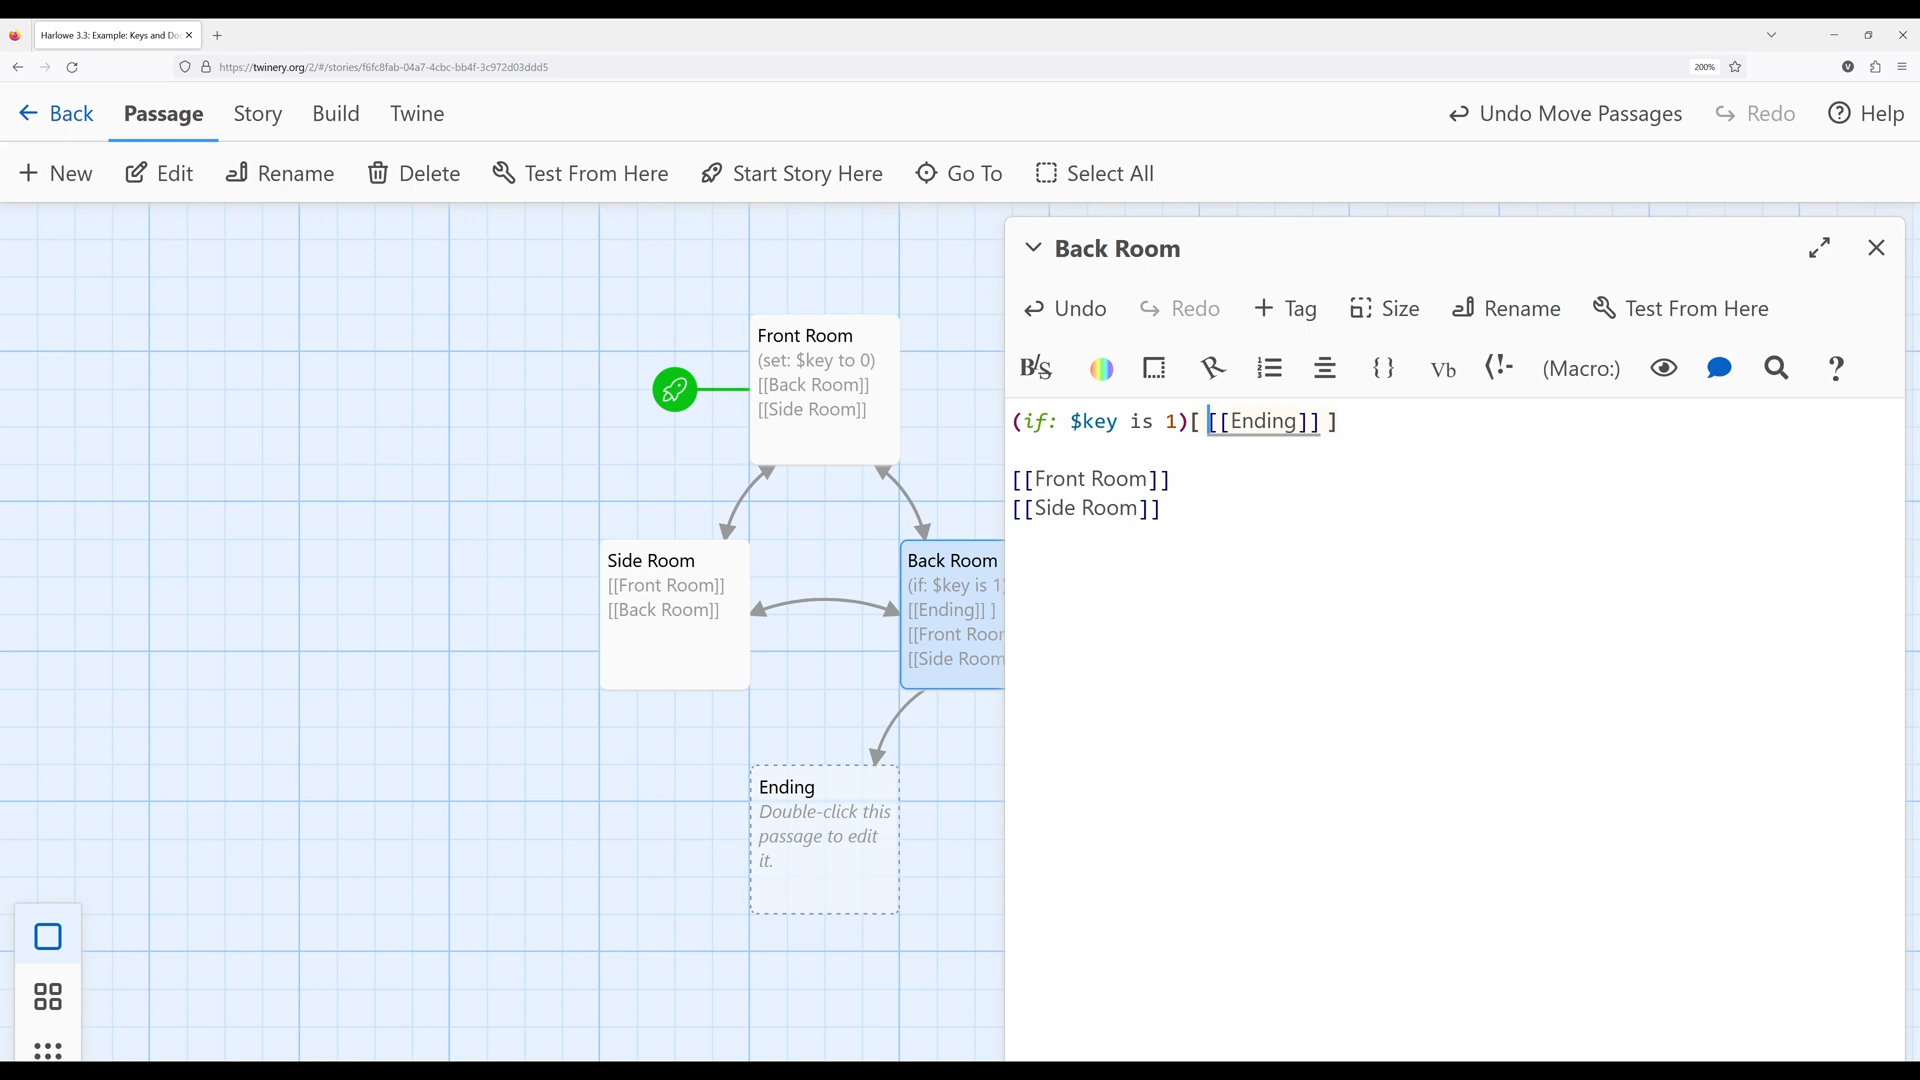 Harlowe 3.3: Example: Keys and Do
https://twinery.org/2/#/stories/f6fc8fab-04a7-4cbc-bb4f-3c972d03ddd5
200%
V
Back
Passage
Story
Build
Twine
Undo Move Passages
Redo
Help
New
Edit
Rename
Delete
Test From Here
Start Story Here
Go To
Select All
Front Room
(set: $key to 0)
[[Back Room]]
[[Side Room]]
Side Room
[[Front Room]]
[[Back Room]]
Back Room
(if: $key is 1)
[[Ending]] ]
[[Front Roor
[[Side Room
Ending
Double-click this
passage to edit
it.
Back Room
Undo
Redo
Tag
Size
Rename
Test From Here
B/S
{ }
Vb
(!-
(Macro:)
?
(if: $key is 1)[ [[Ending]] ]
[[Front Room]]
[[Side Room]]